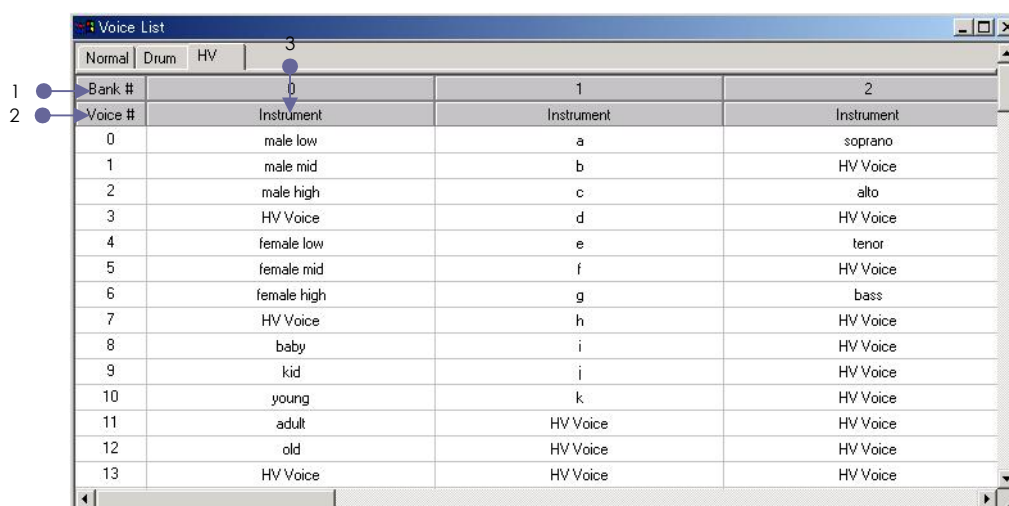 Voice List
Normal Drum HV
3
1 Bank # 0 1 2
2 Voice # Instrument Instrument Instrument
0 male low a soprano
1 male mid b HV Voice
2 male high c alto
3 HV Voice d HV Voice
4 female low e tenor
5 female mid f HV Voice
6 female high g bass
7 HV Voice h HV Voice
8 baby i HV Voice
9 kid j HV Voice
10 young k HV Voice
11 adult HV Voice HV Voice
12 old HV Voice HV Voice
13 HV Voice HV Voice HV Voice